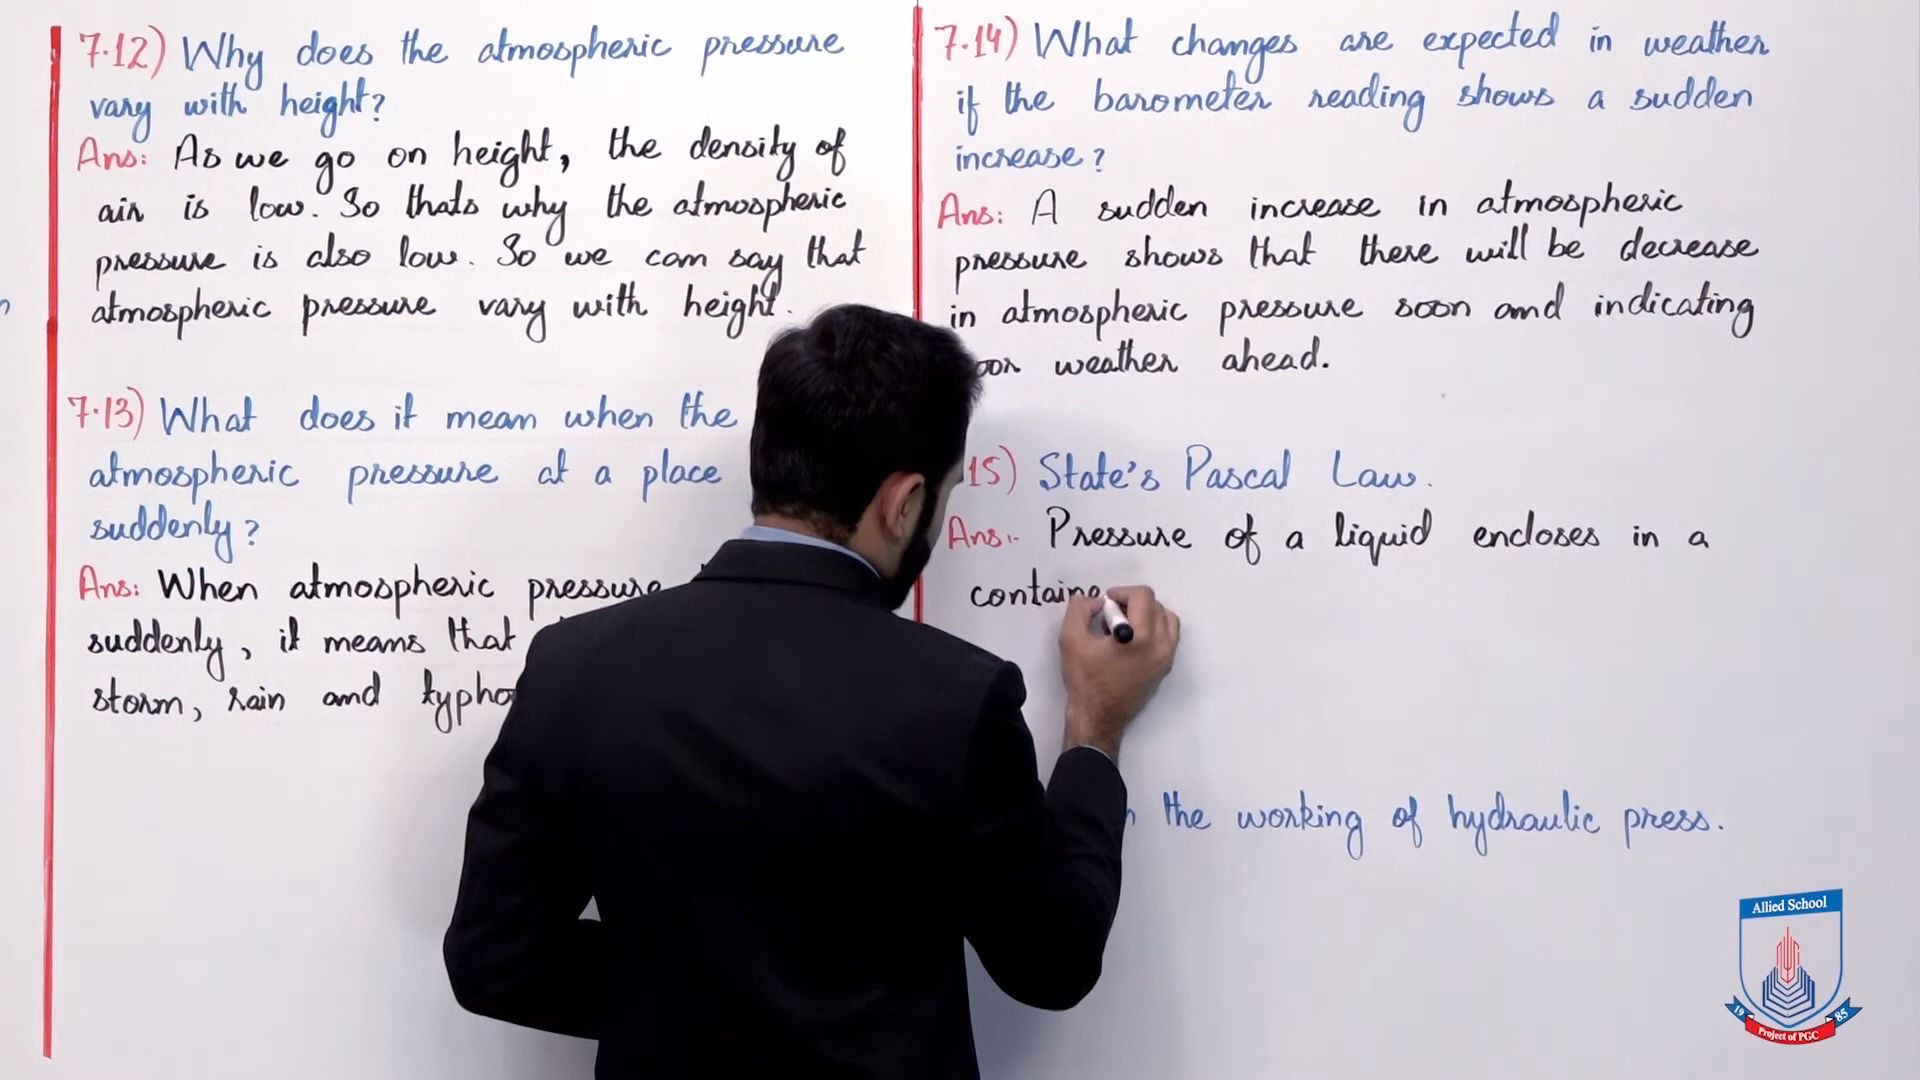 7.12) Why does the atmospheric pressure
vary with height?
Ans: As we go on height, the density of
air is low. So thats why the atmospheric
pressure is also low. So we can say that
atmospheric pressure vary with height.
7.13) What does it mean when the
atmospheric pressure at a place
suddenly?
Ans: When atmospheric pressure
suddenly, it means that
storm, rain and
7.14) What changes are expected in weather
if the barometer reading shows a sudden
increase?
Ans: A sudden increase in atmospheric
pressure shows that there will be decrease
in atmospheric pressure soon and indicating
weather ahead.
15) State's Pascal Law.
Ans:- Pressure of a liquid encloses in a
the working of hydraulic press.
Allied School
19 85
Project of PGC